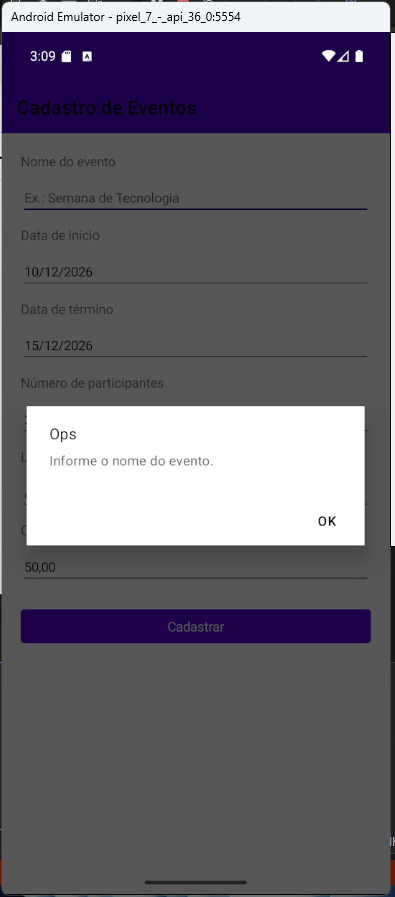 Android Emulator - pixel_7_-_api_36_0:5554
3:09
Cadastro de Eventos
Nome do evento
Ex.: Semana de Tecnologia
Data de início
10/12/2026
Data de término
15/12/2026
Número de participantes
Ops
Informe o nome do evento.
OK
50,00
Cadastrar